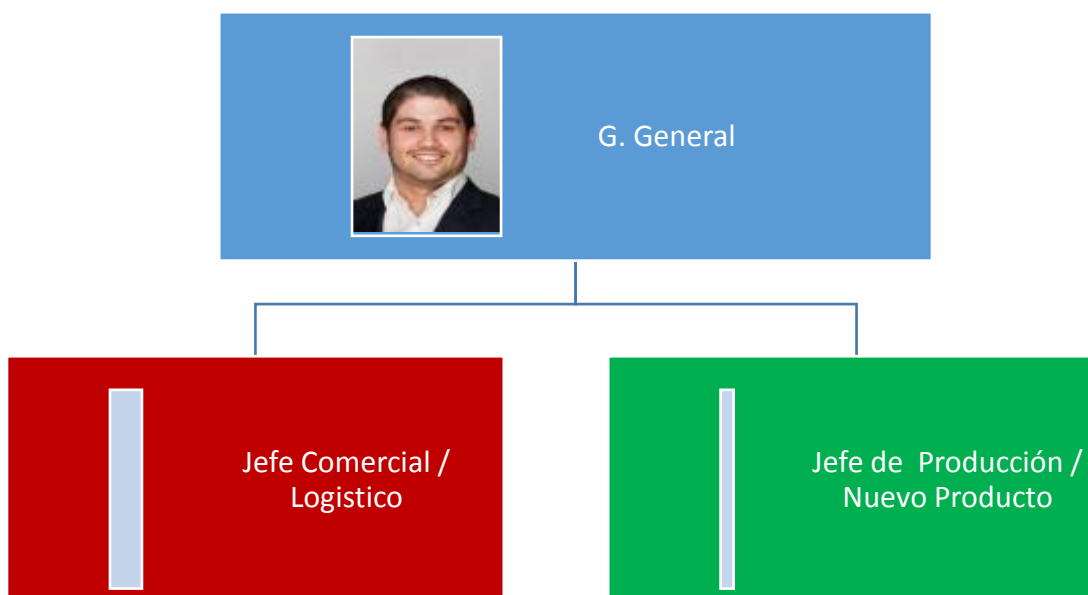 G. General
Jefe Comercial /
Logistico
Jefe de Producción /
Nuevo Producto